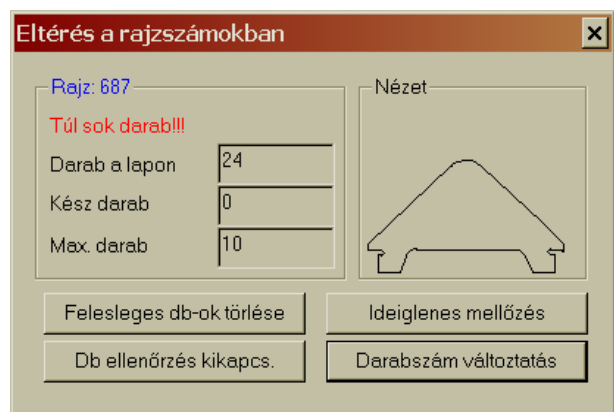 Eltérés a rajzszámokban
Rajz: 687
Túl sok darab!!!
Darab a lapon 24
Kész darab 0
Max. darab 10
Nézet
Felesleges db-ok törlése
Ideiglenes mellőzés
Db ellenőrzés kikapcs.
Darabszám változtatás